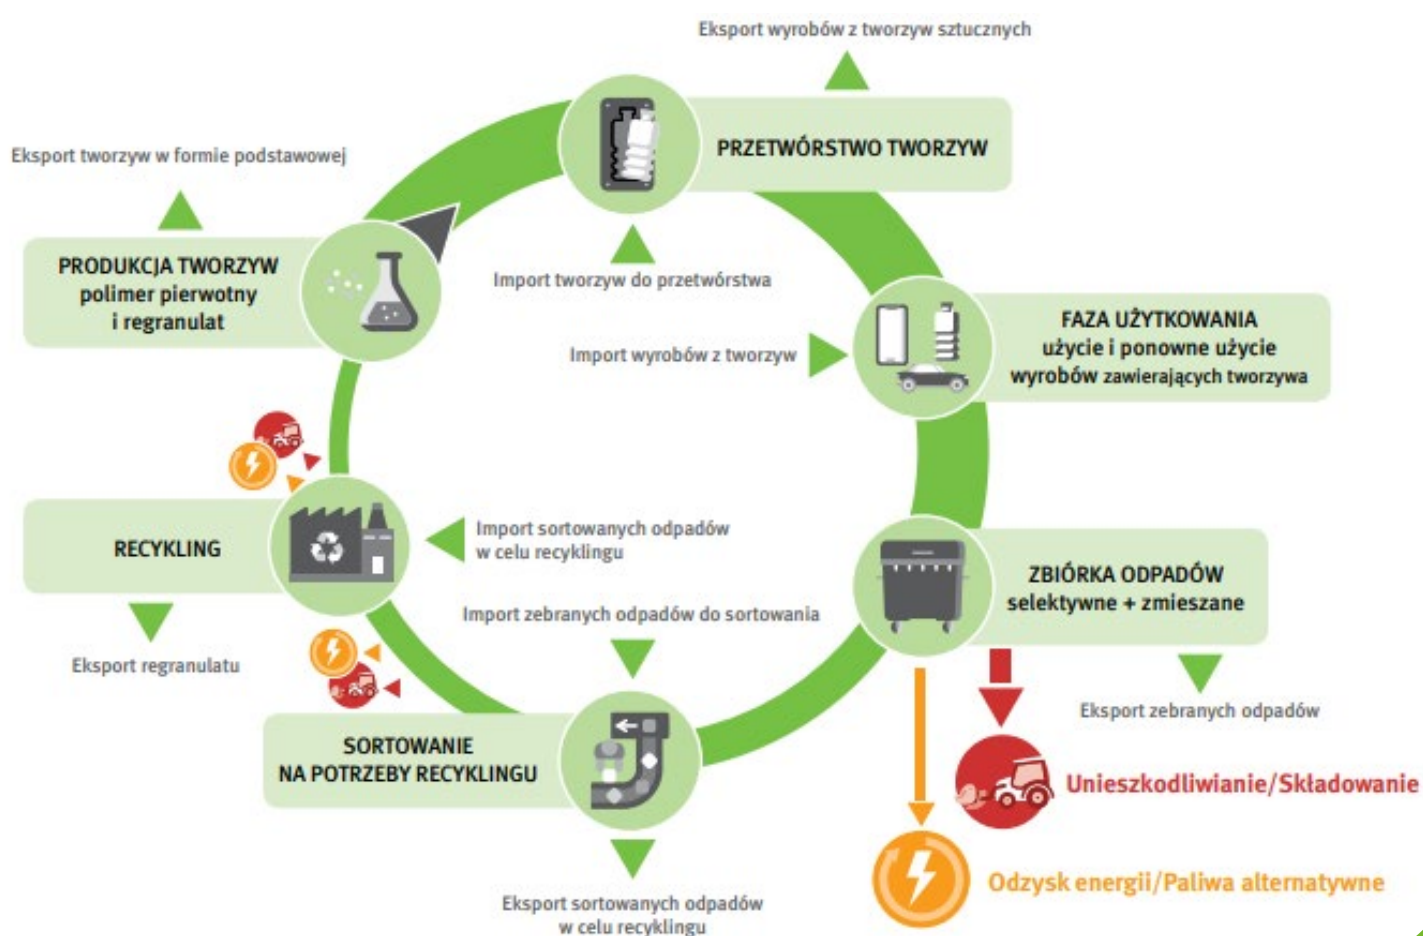 Eksport wyrobów z tworzyw sztucznych
PRZETWÓRSTWO TWORZYW
Eksport tworzyw w formie podstawowej
PRODUKCJA TWORZYW
polimer pierwotny
i regranulat
Import tworzyw do przetwórstwa
Import wyrobów z tworzyw
FAZA UŻYTKOWANIA
użycie i ponowne użycie
wyrobów zawierających tworzywa
RECYKLING
Import sortowanych odpadów
w celu recyklingu
ZBIÓRKA ODPADÓW
selektywne + zmieszane
Import zebranych odpadów do sortowania
Eksport regranulatu
Eksport zebranych odpadów
SORTOWANIE
NA POTRZEBY RECYKLINGU
Unieszkodliwianie/Składowanie
Odzysk energii/Paliwa alternatywne
Eksport sortowanych odpadów
w celu recyklingu